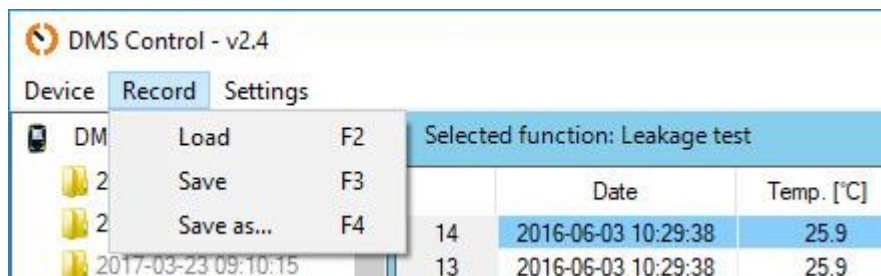 DMS Control - v2.4
Device Record Settings
DM
Load F2
Selected function: Leakage test
2
Save F3
Date Temp. [°C]
2
Save as... F4
14 2016-06-03 10:29:38 25.9
2017-03-23 09:10:15
13 2016-06-03 10:29:38 25.9